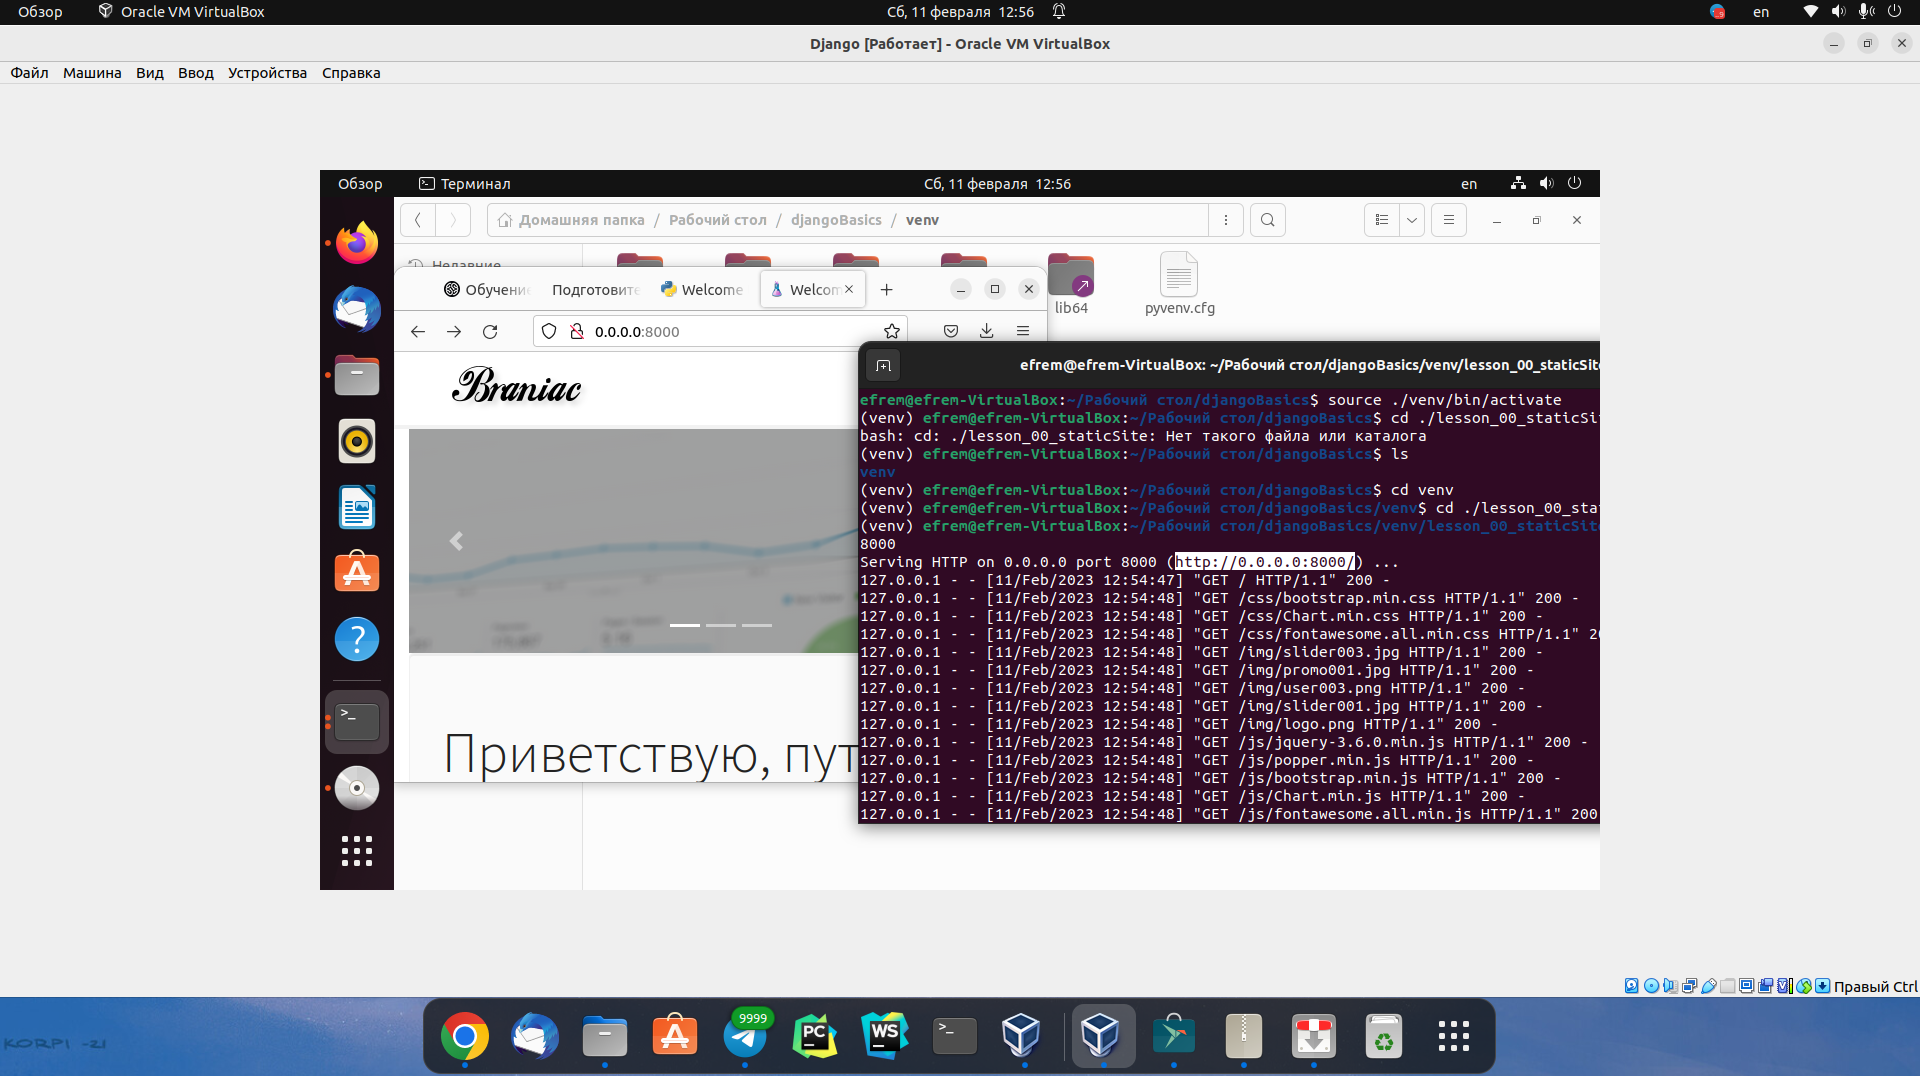 Обзор
Oracle VM VirtualBox
Сб, 11 февраля 12:56
en
Django [Работает] - Oracle VM VirtualBox
Файл Машина Вид Ввод Устройства Справка
Обзор
Терминал
Сб, 11 февраля 12:56
en
Домашняя папка / Рабочий стол / djangoBasics / venv
Недавние
lib64
pyvenv.cfg
Обучение
Подготовите
Welcome
Welcom
0.0.0.0:8000
Braniac
Приветствую, пут
efrem@efrem-VirtualBox: ~/Рабочий стол/djangoBasics/venv/lesson_00_staticSite
efrem@efrem-VirtualBox:~/Рабочий стол/djangoBasics$ source ./venv/bin/activate
(venv) efrem@efrem-VirtualBox:~/Рабочий стол/djangoBasics$ cd ./lesson_00_staticSi
bash: cd: ./lesson_00_staticSite: Нет такого файла или каталога
(venv) efrem@efrem-VirtualBox:~/Рабочий стол/djangoBasics$ ls
venv
(venv) efrem@efrem-VirtualBox:~/Рабочий стол/djangoBasics$ cd venv
(venv) efrem@efrem-VirtualBox:~/Рабочий стол/djangoBasics/venv$ cd ./lesson_00_sta
(venv) efrem@efrem-VirtualBox:~/Рабочий стол/djangoBasics/venv/lesson_00_staticSit
8000
Serving HTTP on 0.0.0.0 port 8000 (http://0.0.0.0:8000/) ...
127.0.0.1 - - [11/Feb/2023 12:54:47] "GET / HTTP/1.1" 200 -
127.0.0.1 - - [11/Feb/2023 12:54:48] "GET /css/bootstrap.min.css HTTP/1.1" 200 -
127.0.0.1 - - [11/Feb/2023 12:54:48] "GET /css/Chart.min.css HTTP/1.1" 200 -
127.0.0.1 - - [11/Feb/2023 12:54:48] "GET /css/fontawesome.all.min.css HTTP/1.1" 20
127.0.0.1 - - [11/Feb/2023 12:54:48] "GET /img/slider003.jpg HTTP/1.1" 200 -
127.0.0.1 - - [11/Feb/2023 12:54:48] "GET /img/promo001.jpg HTTP/1.1" 200 -
127.0.0.1 - - [11/Feb/2023 12:54:48] "GET /img/user003.png HTTP/1.1" 200 -
127.0.0.1 - - [11/Feb/2023 12:54:48] "GET /img/slider001.jpg HTTP/1.1" 200 -
127.0.0.1 - - [11/Feb/2023 12:54:48] "GET /img/logo.png HTTP/1.1" 200 -
127.0.0.1 - - [11/Feb/2023 12:54:48] "GET /js/jquery-3.6.0.min.js HTTP/1.1" 200 -
127.0.0.1 - - [11/Feb/2023 12:54:48] "GET /js/popper.min.js HTTP/1.1" 200 -
127.0.0.1 - - [11/Feb/2023 12:54:48] "GET /js/bootstrap.min.js HTTP/1.1" 200 -
127.0.0.1 - - [11/Feb/2023 12:54:48] "GET /js/Chart.min.js HTTP/1.1" 200 -
127.0.0.1 - - [11/Feb/2023 12:54:48] "GET /js/fontawesome.all.min.js HTTP/1.1" 200
Правый Ctrl
9999
PC
WS
KORPI -21